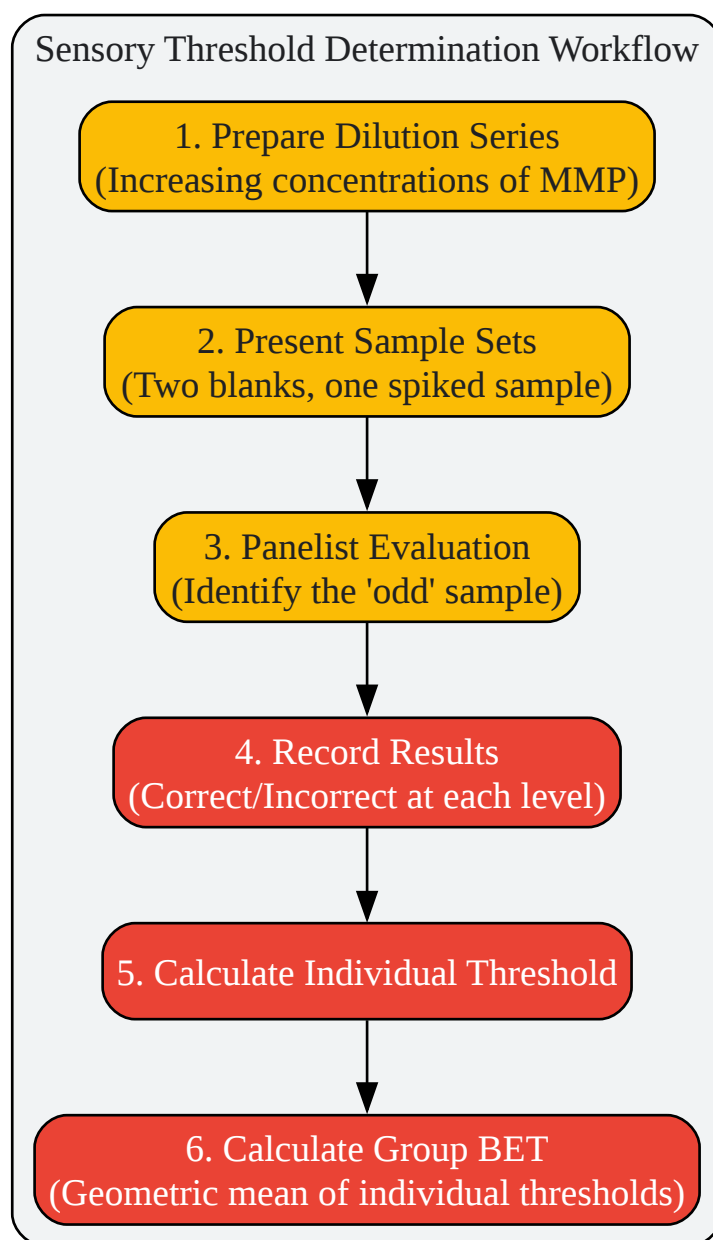 Sensory Threshold Determination Workflow
1. Prepare Dilution Series
(Increasing concentrations of MMP)
2. Present Sample Sets
(Two blanks, one spiked sample)
3. Panelist Evaluation
(Identify the 'odd' sample)
4. Record Results
(Correct/Incorrect at each level)
5. Calculate Individual Threshold
6. Calculate Group BET
(Geometric mean of individual thresholds)